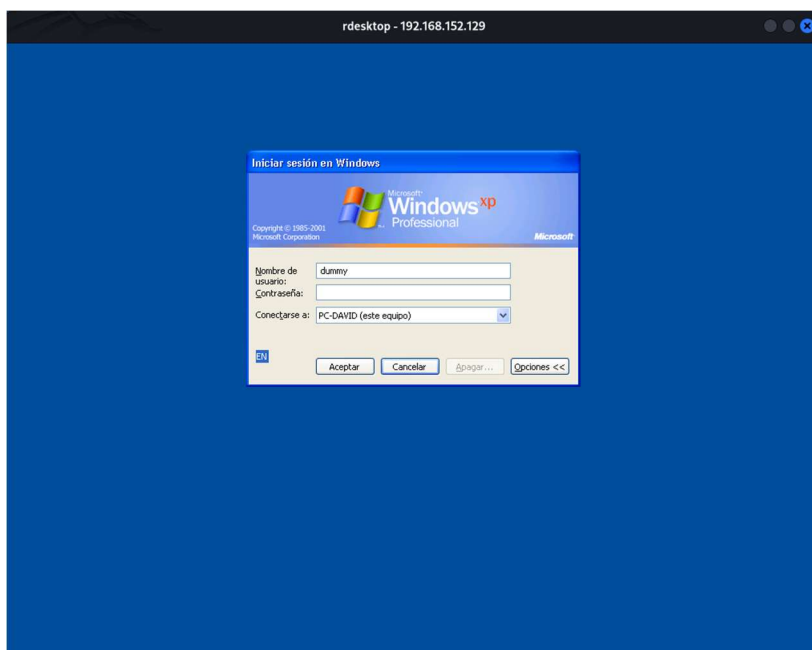 rdesktop - 192.168.152.129
Iniciar sesión en Windows
Microsoft
Windows xp
Professional
Copyright © 1985-2001
Microsoft Corporation
Microsoft
Nombre de
usuario:
dummy
Contraseña:
Conectarse a: PC-DAVID (este equipo)
EN
Aceptar Cancelar Apagar... Opciones <<